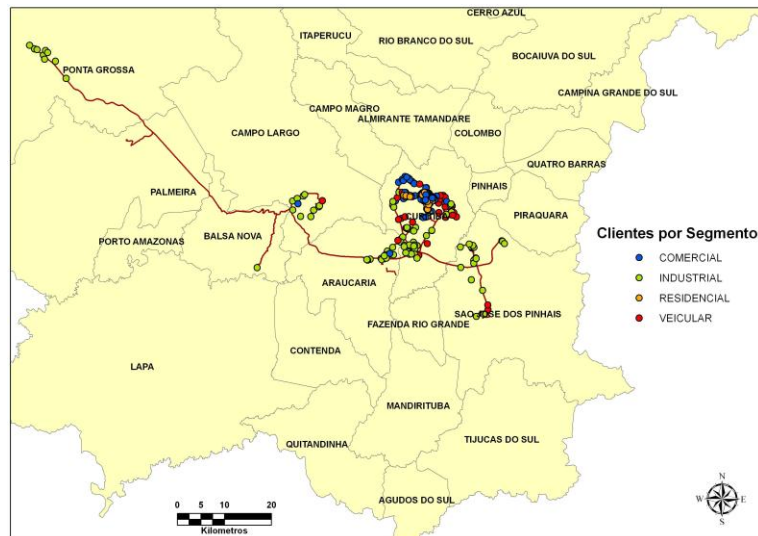 CERRO AZUL
ITAPERUCU
RIO BRANCO DO SUL
BOCAIUVA DO SUL
PONTA GROSSA
CAMPINA GRANDE DO SUL
CAMPO MAGRO
ALMIRANTE TAMANDARE
CAMPO LARGO
COLOMBO
QUATRO BARRAS
PINHAIS
PALMEIRA
PIRAQUARA
CURITIBA
PORTO AMAZONAS
BALSA NOVA
Clientes por Segmento
COMERCIAL
INDUSTRIAL
RESIDENCIAL
VEICULAR
ARAUCARIA
SAO JOSE DOS PINHAIS
FAZENDA RIO GRANDE
CONTENDA
LAPA
MANDIRITUBA
QUITANDINHA
TIJUCAS DO SUL
AGUDOS DO SUL
0 5 10 20
Kilometros
N
W E
S